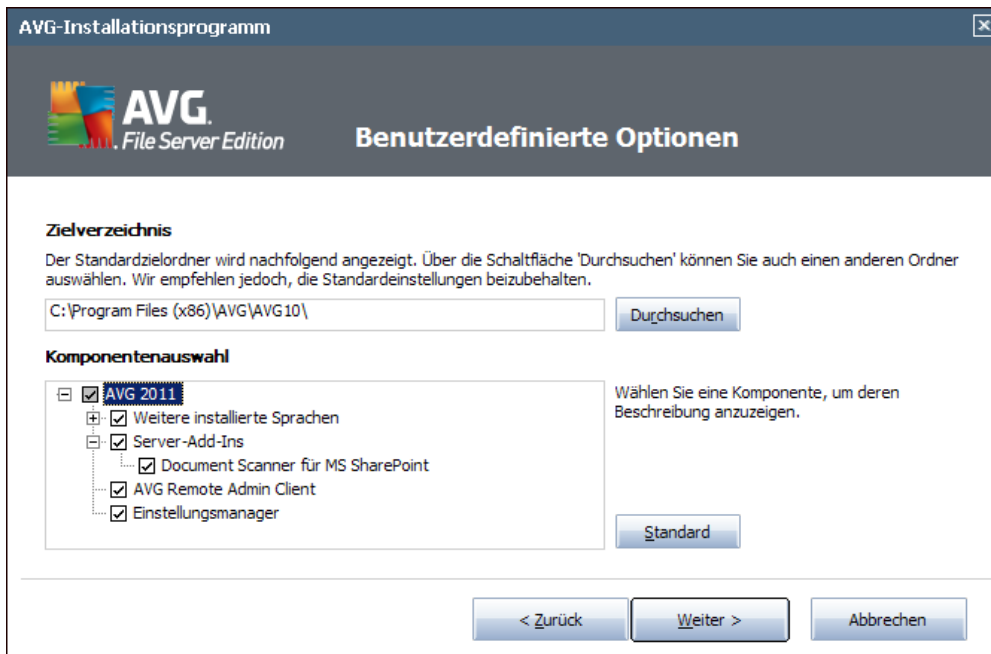 AVG-Installationsprogramm
AVG.
File Server Edition
Benutzerdefinierte Optionen
Zielverzeichnis
Der Standardzielordner wird nachfolgend angezeigt. Über die Schaltfläche 'Durchsuchen' können Sie auch einen anderen Ordner
auswählen. Wir empfehlen jedoch, die Standardeinstellungen beizubehalten.
C:\Program Files (x86)\AVG\AVG10\
Durchsuchen
Komponentenauswahl
AVG 2011
Weitere installierte Sprachen
Server-Add-Ins
Document Scanner für MS SharePoint
AVG Remote Admin Client
Einstellungsmanager
Wählen Sie eine Komponente, um deren
Beschreibung anzuzeigen.
Standard
< Zurück
Weiter >
Abbrechen